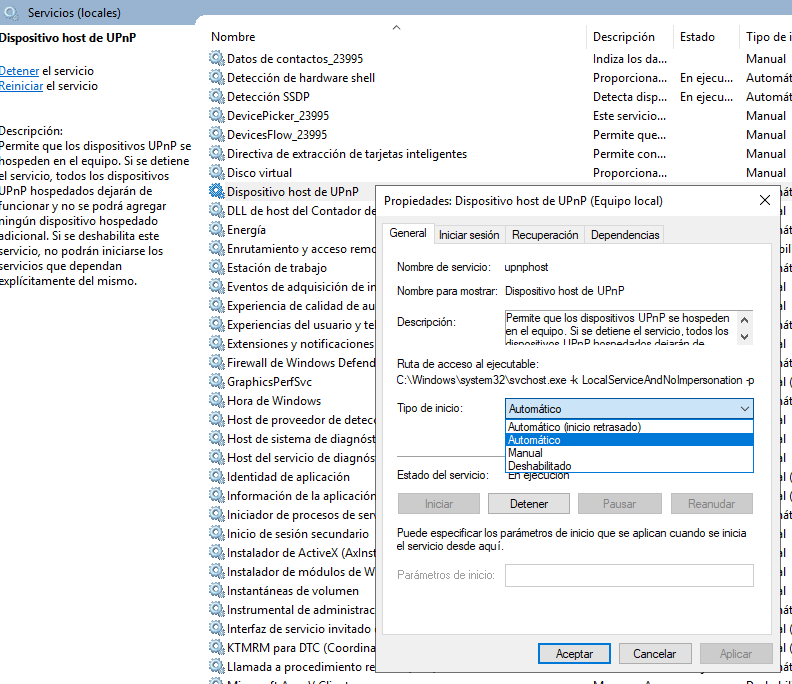 Servicios (locales)
Dispositivo host de UPnP
Detener el servicio
Reiniciar el servicio
Descripción:
Permite que los dispositivos UPnP se
hospeden en el equipo. Si se detiene
el servicio, todos los dispositivos
UPnP hospedados dejarán de
funcionar y no se podrá agregar
ningún dispositivo hospedado
adicional. Si se deshabilita este
servicio, no podrán iniciarse los
servicios que dependan
explícitamente del mismo.
Nombre Descripción Estado Tipo de i
Datos de contactos_23995 Indiza los da... Manual
Detección de hardware shell Proporciona... En ejecu... Automát
Detección SSDP Detecta disp... En ejecu... Automát
DevicePicker_23995 Este servicio... Manual
DevicesFlow_23995 Permite que... Manual
Directiva de extracción de tarjetas inteligentes Permite con... Manual
Disco virtual Proporciona... Manual
Dispositivo host de UPnP
DLL de host del Contador de
Energía
Enrutamiento y acceso remo
Estación de trabajo
Eventos de adquisición de in
Experiencia de calidad de au
Experiencias del usuario y tel
Extensiones y notificaciones
Firewall de Windows Defend
GraphicsPerfSvc
Hora de Windows
Host de proveedor de detecc
Host de sistema de diagnóst
Host del servicio de diagnós
Identidad de aplicación
Información de la aplicación
Iniciador de procesos de serv
Inicio de sesión secundario
Instalador de ActiveX (AxInst
Instalador de módulos de W
Instantáneas de volumen
Instrumental de administrac
Interfaz de servicio invitado
KTMRM para DTC (Coordina
Llamada a procedimiento re
Propiedades: Dispositivo host de UPnP (Equipo local)
General Iniciar sesión Recuperación Dependencias
Nombre de servicio: upnphost
Nombre para mostrar: Dispositivo host de UPnP
Descripción: Permite que los dispositivos UPnP se hospeden
en el equipo. Si se detiene el servicio, todos los
dispositivos UPnP hospedados dejarán de
Ruta de acceso al ejecutable:
C:\Windows\system32\svchost.exe -k LocalServiceAndNoImpersonation -p
Tipo de inicio: Automático
Automático (inicio retrasado)
Automático
Manual
Deshabilitado
Estado del servicio: En ejecución
Iniciar Detener Pausar Reanudar
Puede especificar los parámetros de inicio que se aplican cuando se inicia
el servicio desde aquí.
Parámetros de inicio:
Aceptar Cancelar Aplicar